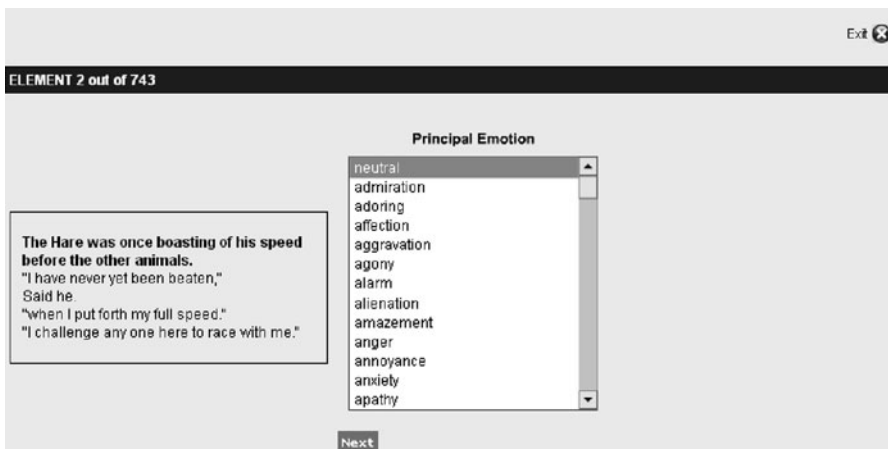 Exit
ELEMENT 2 out of 743
Principal Emotion
neutral
admiration
adoring
affection
aggravation
agony
alarm
alienation
amazement
anger
annoyance
anxiety
apathy
The Hare was once boasting of his speed
before the other animals.
"I have never yet been beaten,"
Said he.
"when I put forth my full speed."
"I challenge any one here to race with me."
Next